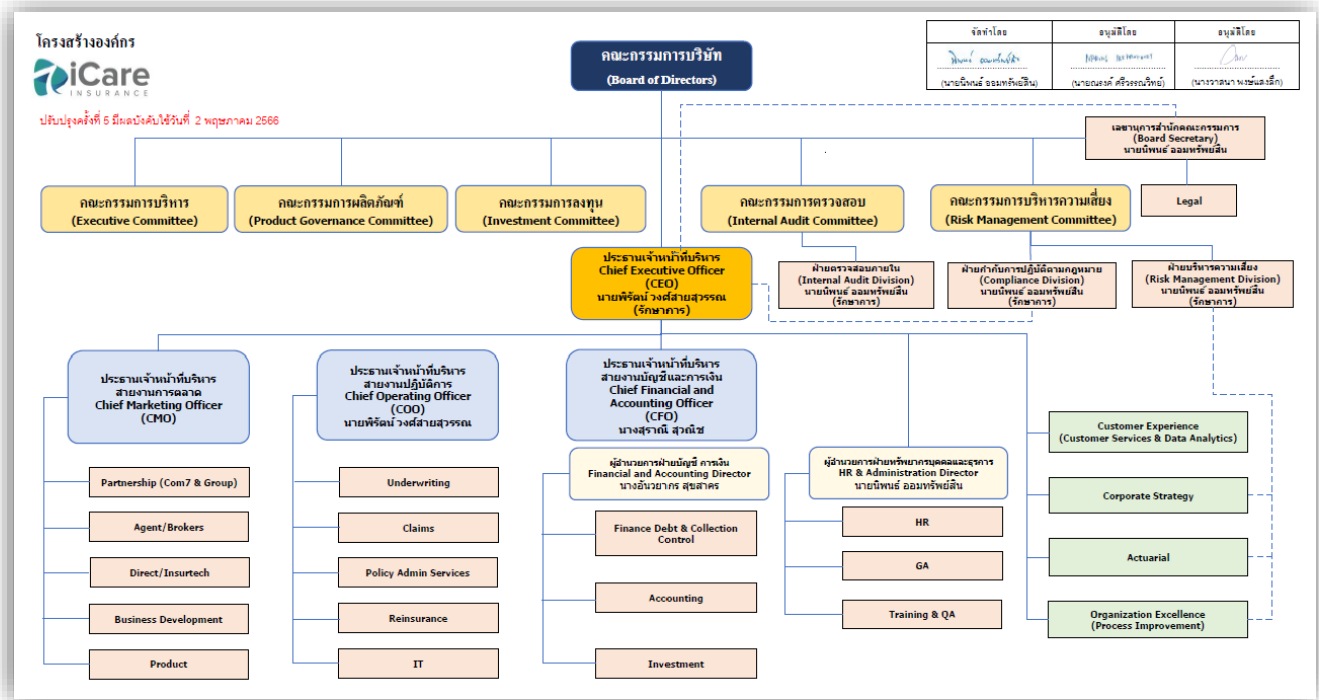 โครงสร้างองค์กร
iCare
INSURANCE
ปรับปรุงครั้งที่ 5 มีผลบังคับใช้วันที่ 2 พฤษภาคม 2566
จัดทำโดย
อนุมัติโดย
อนุมัติโดย
(นายนิพนธ์ ออมทรัพย์สิน)
(นายณรงค์ ศรีวรรณวิทย์)
(นางวาสนา พงษ์แสงลึก)
คณะกรรมการบริษัท
(Board of Directors)
เลขานุการสำนักคณะกรรมการ
(Board Secretary)
นายนิพนธ์ ออมทรัพย์สิน
Legal
คณะกรรมการบริหาร
(Executive Committee)
คณะกรรมการผลิตภัณฑ์
(Product Governance Committee)
คณะกรรมการลงทุน
(Investment Committee)
คณะกรรมการตรวจสอบ
(Internal Audit Committee)
คณะกรรมการบริหารความเสี่ยง
(Risk Management Committee)
ประธานเจ้าหน้าที่บริหาร
Chief Executive Officer
(CEO)
นายพิรัตน์ วงศ์สายสุวรรณ
(รักษาการ)
ฝ่ายตรวจสอบภายใน
(Internal Audit Division)
นายนิพนธ์ ออมทรัพย์สิน
(รักษาการ)
ฝ่ายกำกับการปฏิบัติตามกฎหมาย
(Compliance Division)
นายนิพนธ์ ออมทรัพย์สิน
(รักษาการ)
ฝ่ายบริหารความเสี่ยง
(Risk Management Division)
นายนิพนธ์ ออมทรัพย์สิน
(รักษาการ)
ประธานเจ้าหน้าที่บริหาร
สายงานการตลาด
Chief Marketing Officer
(CMO)
Partnership (Com7 & Group)
Agent/Brokers
Direct/Insurtech
Business Development
Product
ประธานเจ้าหน้าที่บริหาร
สายงานปฏิบัติการ
Chief Operating Officer
(COO)
นายพิรัตน์ วงศ์สายสุวรรณ
Underwriting
Claims
Policy Admin Services
Reinsurance
IT
ประธานเจ้าหน้าที่บริหาร
สายงานบัญชีและการเงิน
Chief Financial and
Accounting Officer
(CFO)
นางสุราณี สุวณิช
ผู้อำนวยการฝ่ายบัญชี การเงิน
Financial and Accounting Director
นางอันวยากร สุขสาคร
Finance Debt & Collection
Control
Accounting
Investment
ผู้อำนวยการฝ่ายทรัพยากรบุคคลและธุรการ
HR & Administration Director
นายนิพนธ์ ออมทรัพย์สิน
HR
GA
Training & QA
Customer Experience
(Customer Services & Data Analytics)
Corporate Strategy
Actuarial
Organization Excellence
(Process Improvement)